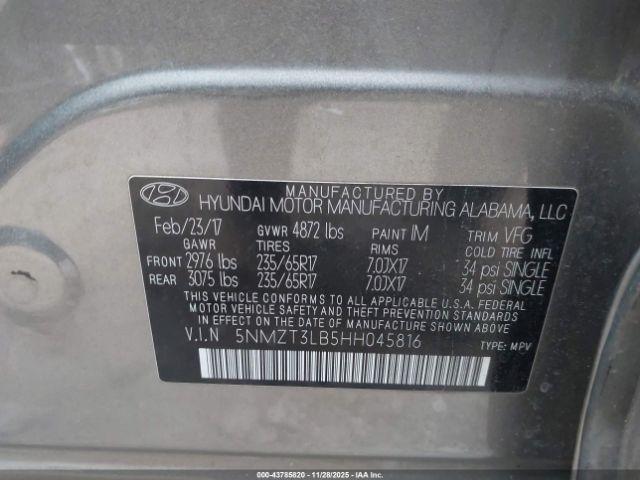 MANUFACTURED BY
HYUNDAI MOTOR MANUFACTURING ALABAMA, LLC
Feb/23/17 GVWR 4872 lbs PAINT IM TRIM VFG
GAWR TIRES RIMS COLD TIRE INFL
FRONT 2976 lbs 235/65R17 7.0JX17 34 psi SINGLE
REAR 3075 lbs 235/65R17 7.0JX17 34 psi SINGLE
THIS VEHICLE CONFORMS TO ALL APPLICABLE U.S.A. FEDERAL
MOTOR VEHICLE SAFETY AND THEFT PREVENTION STANDARDS
IN EFFECT ON THE DATE OF MANUFACTURE SHOWN ABOVE.
V.I.N 5NMZT3LB5HH045816
TYPE: MPV
000-43785820 - 11/28/2025 - IAA Inc.